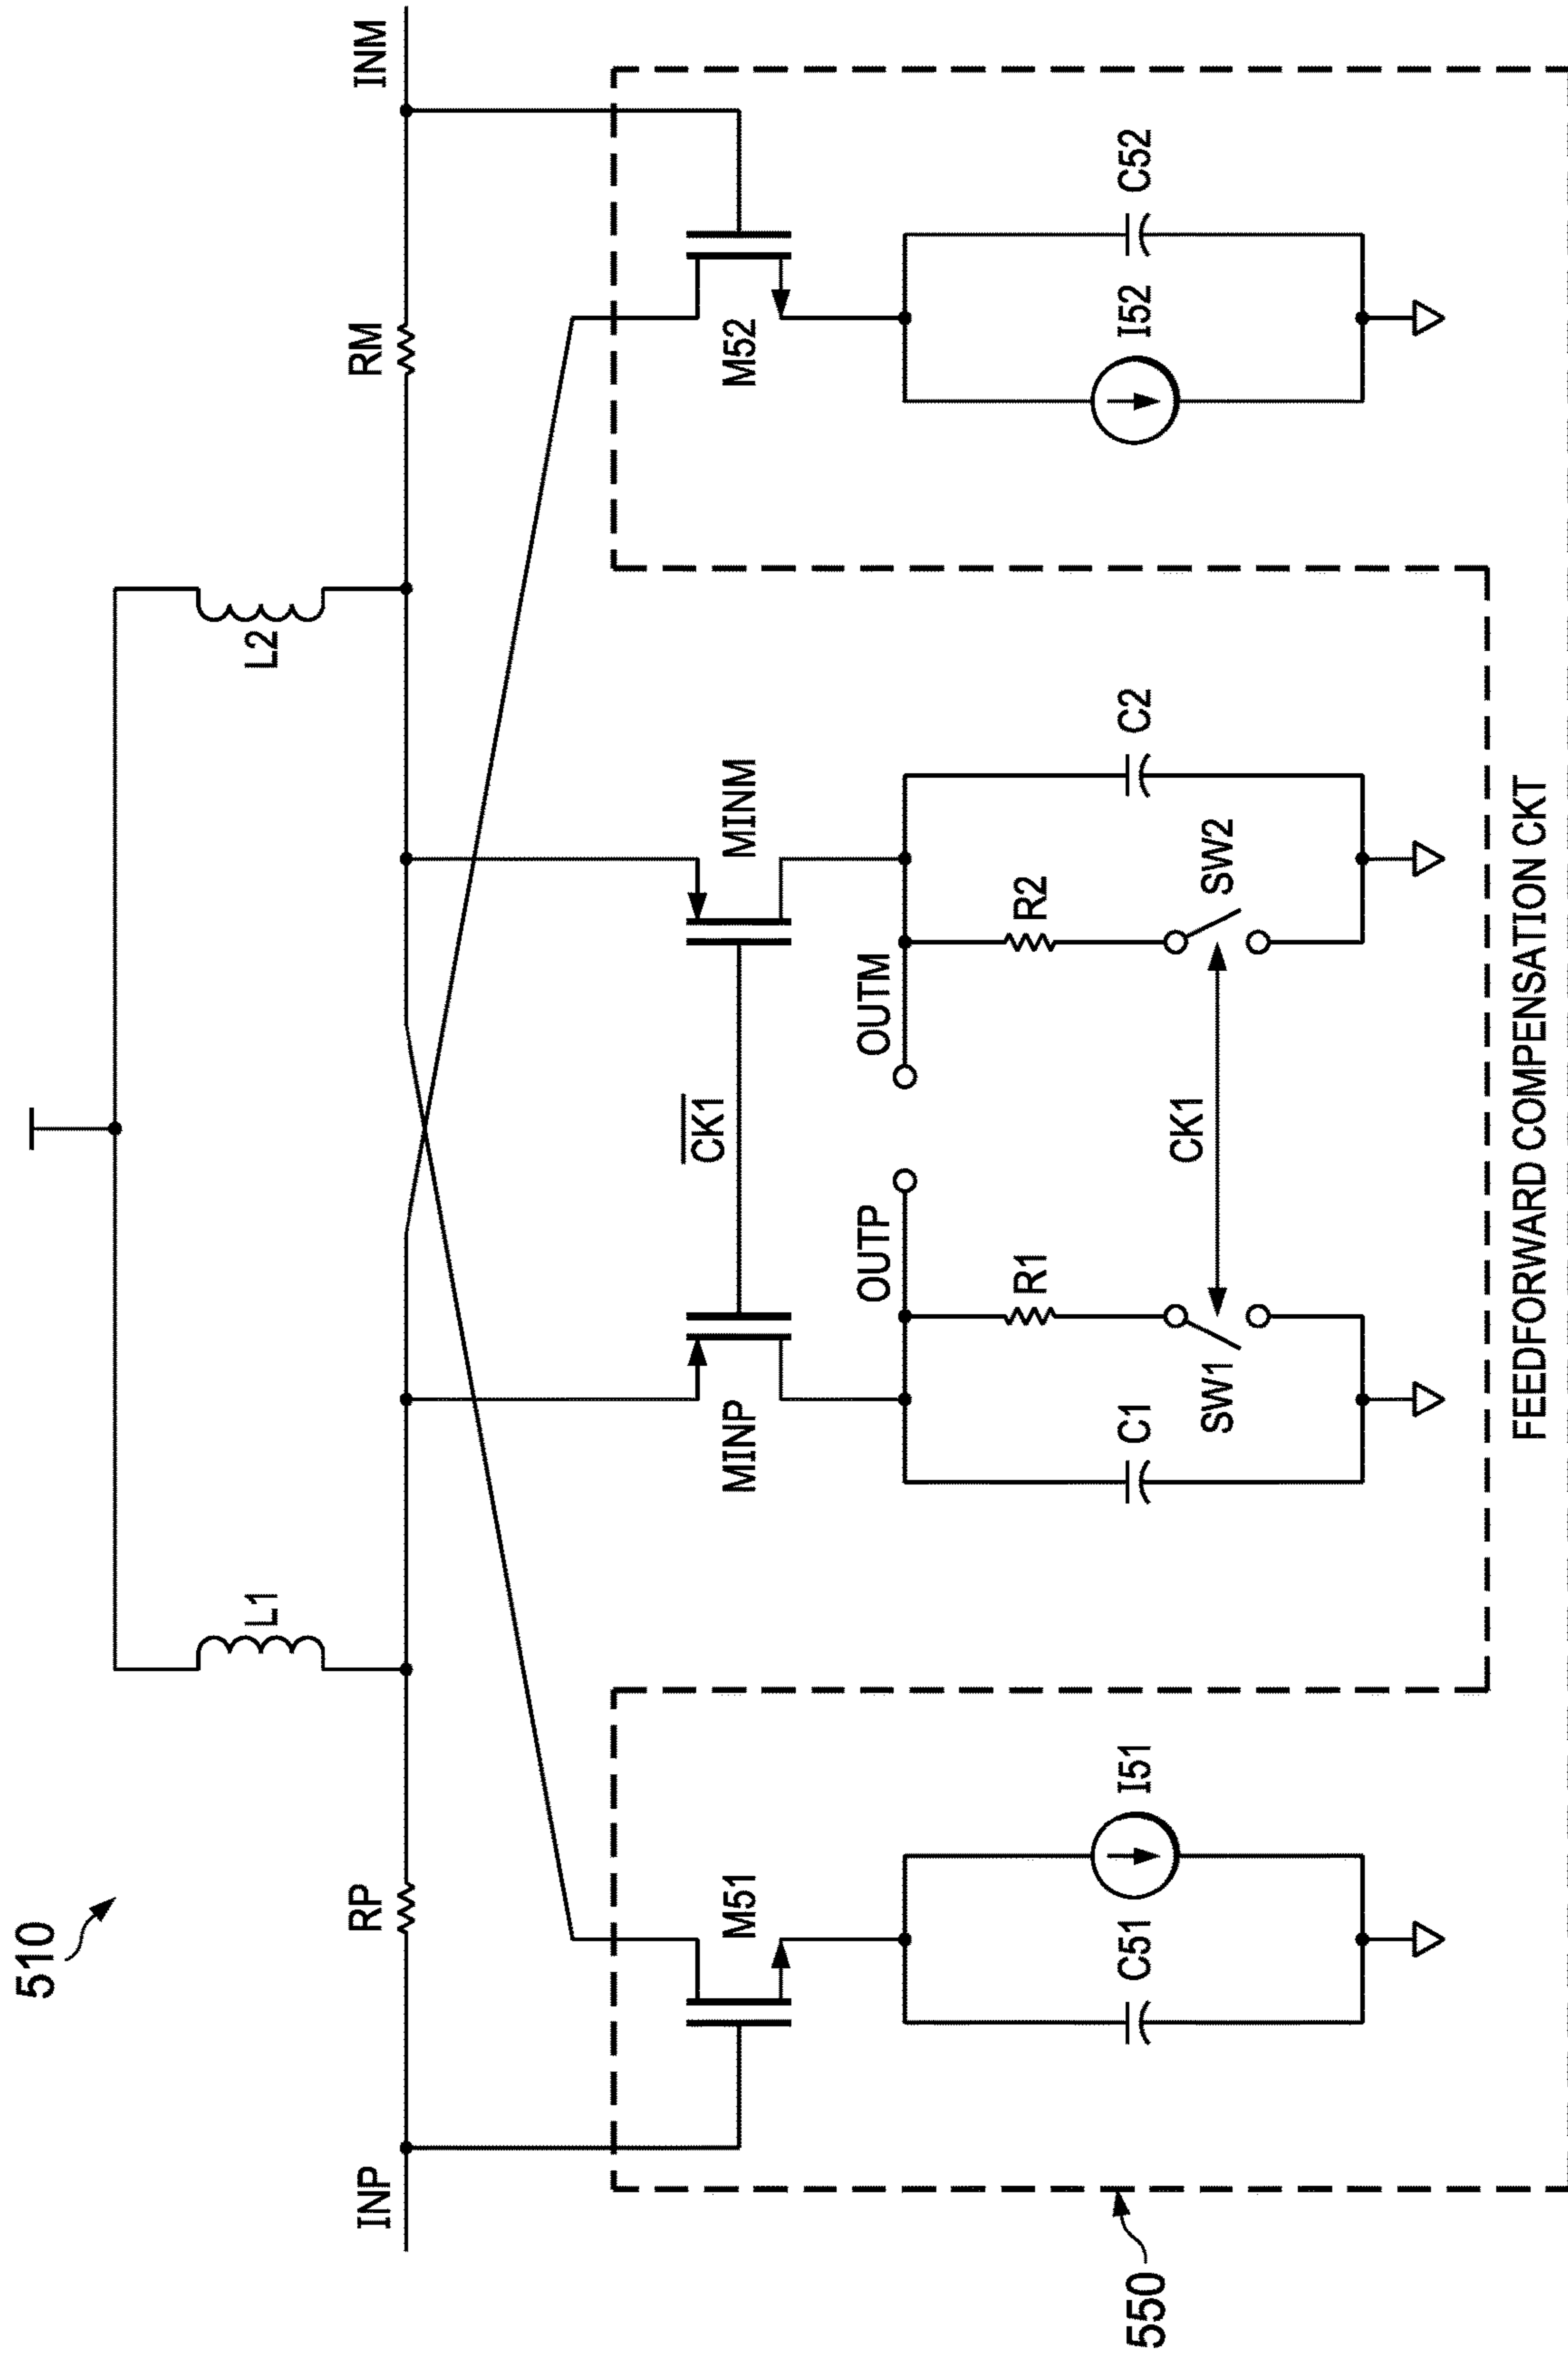 510
L1
L2
INP
RP
RM
INM
M51
MINP
C̅K̅1̅
MINM
M52
OUTP
OUTM
C51
I51
C1
R1
R2
C2
I52
C52
SW1
CK1
SW2
550
FEEDFORWARD COMPENSATION CKT